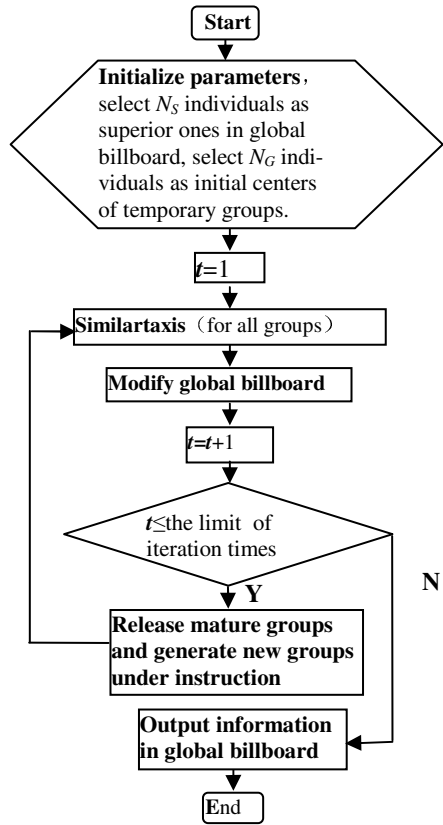 Start
Initialize parameters，
select N_S individuals as
superior ones in global
billboard, select N_G indi-
viduals as initial centers
of temporary groups.
t=1
Similartaxis（for all groups）
Modify global billboard
t=t+1
t≤the limit of
iteration times
N
Y
Release mature groups
and generate new groups
under instruction
Output information
in global billboard
End